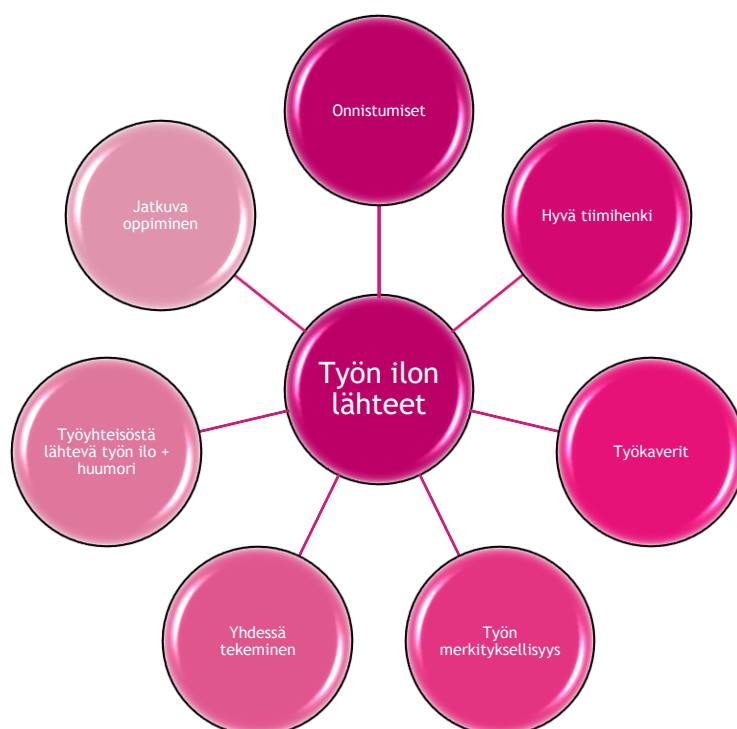 Onnistumiset
Hyvä tiimihenki
Työkaverit
Työn
merkityksellisyys
Yhdessä
tekeminen
Työyhteisöstä
lähtevä työn ilo +
huumori
Jatkuva
oppiminen
Työn ilon
lähteet